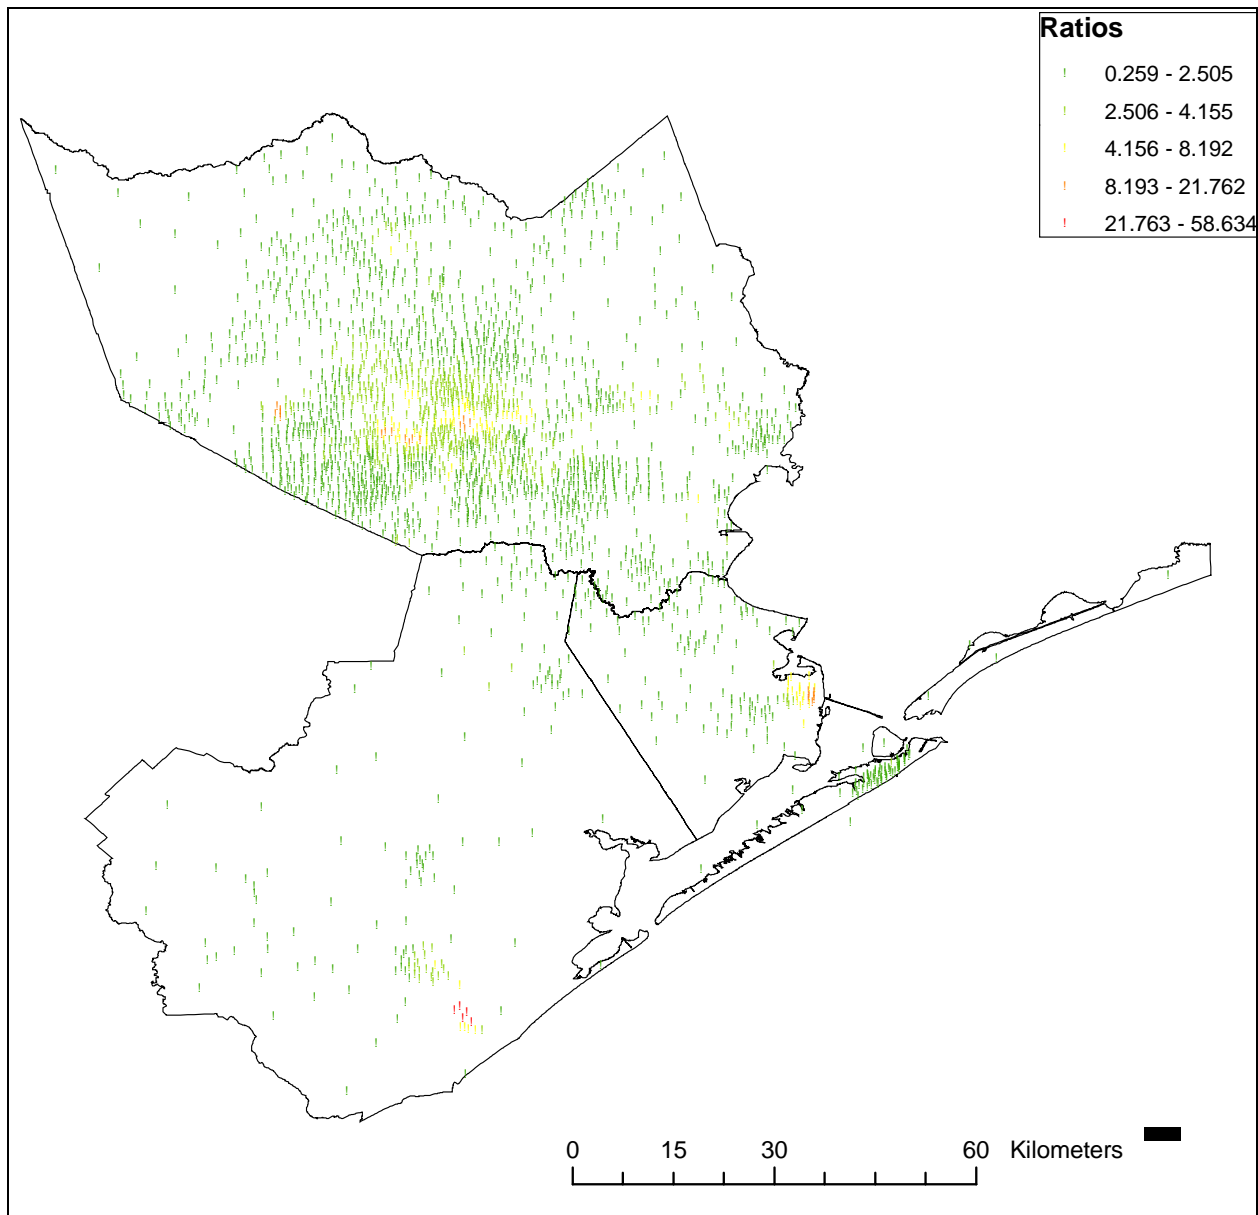 Ratios
0.259 - 2.505
2.506 - 4.155
4.156 - 8.192
8.193 - 21.762
21.763 - 58.634
0 15 30 60 Kilometers